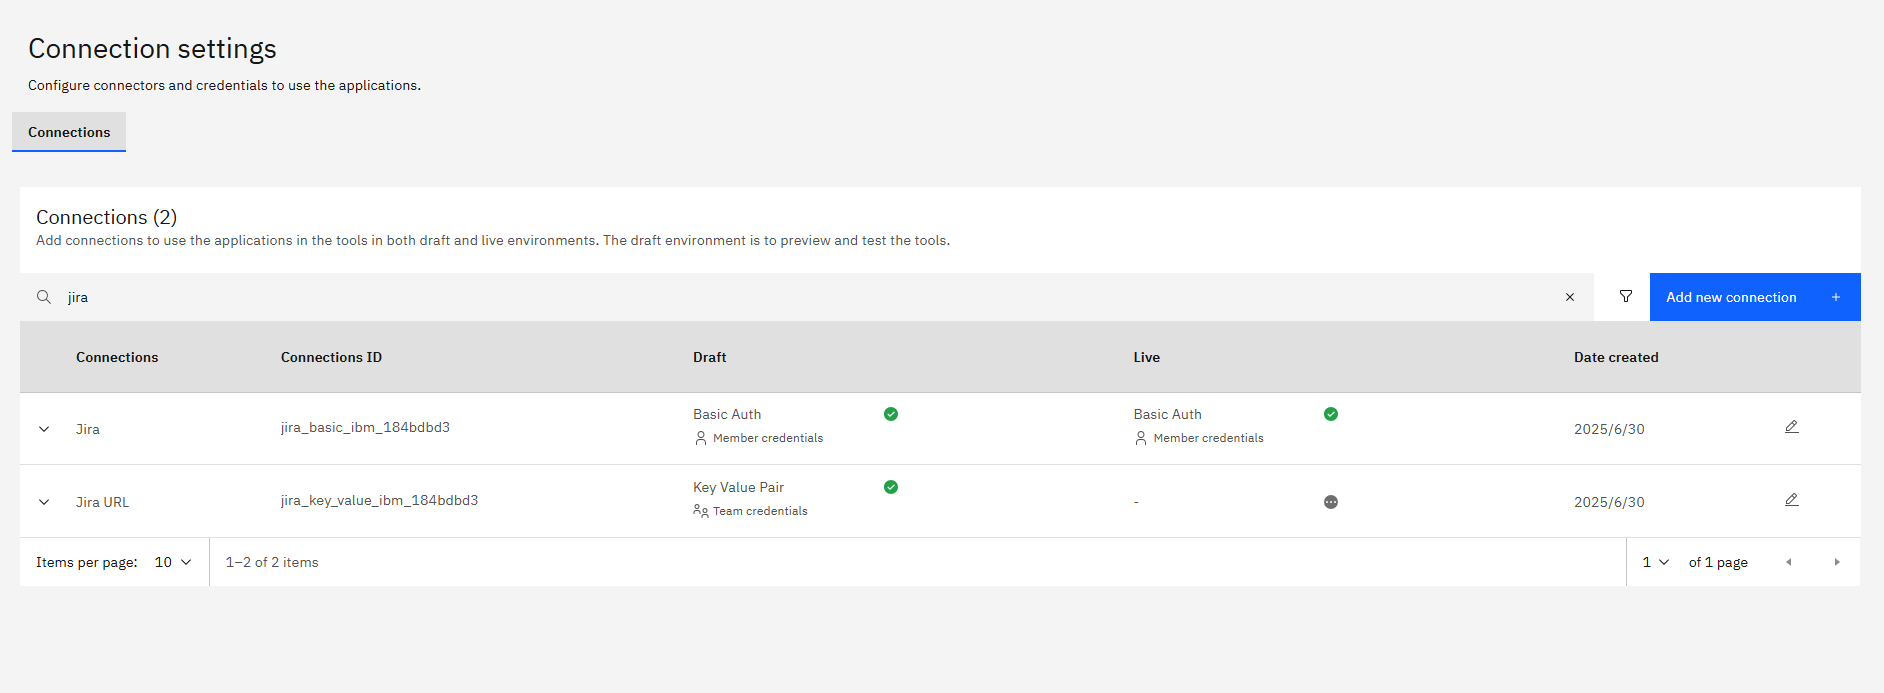 Connection settings
Configure connectors and credentials to use the applications.
Connections
Connections (2)
Add connections to use the applications in the tools in both draft and live environments. The draft environment is to preview and test the tools.
jira
Add new connection +
Connections Connections ID Draft Live Date created
Jira jira_basic_ibm_184bdbd3 Basic Auth Basic Auth 2025/6/30
Member credentials Member credentials
Jira URL jira_key_value_ibm_184bdbd3 Key Value Pair - 2025/6/30
Team credentials
Items per page: 10 1–2 of 2 items 1 of 1 page